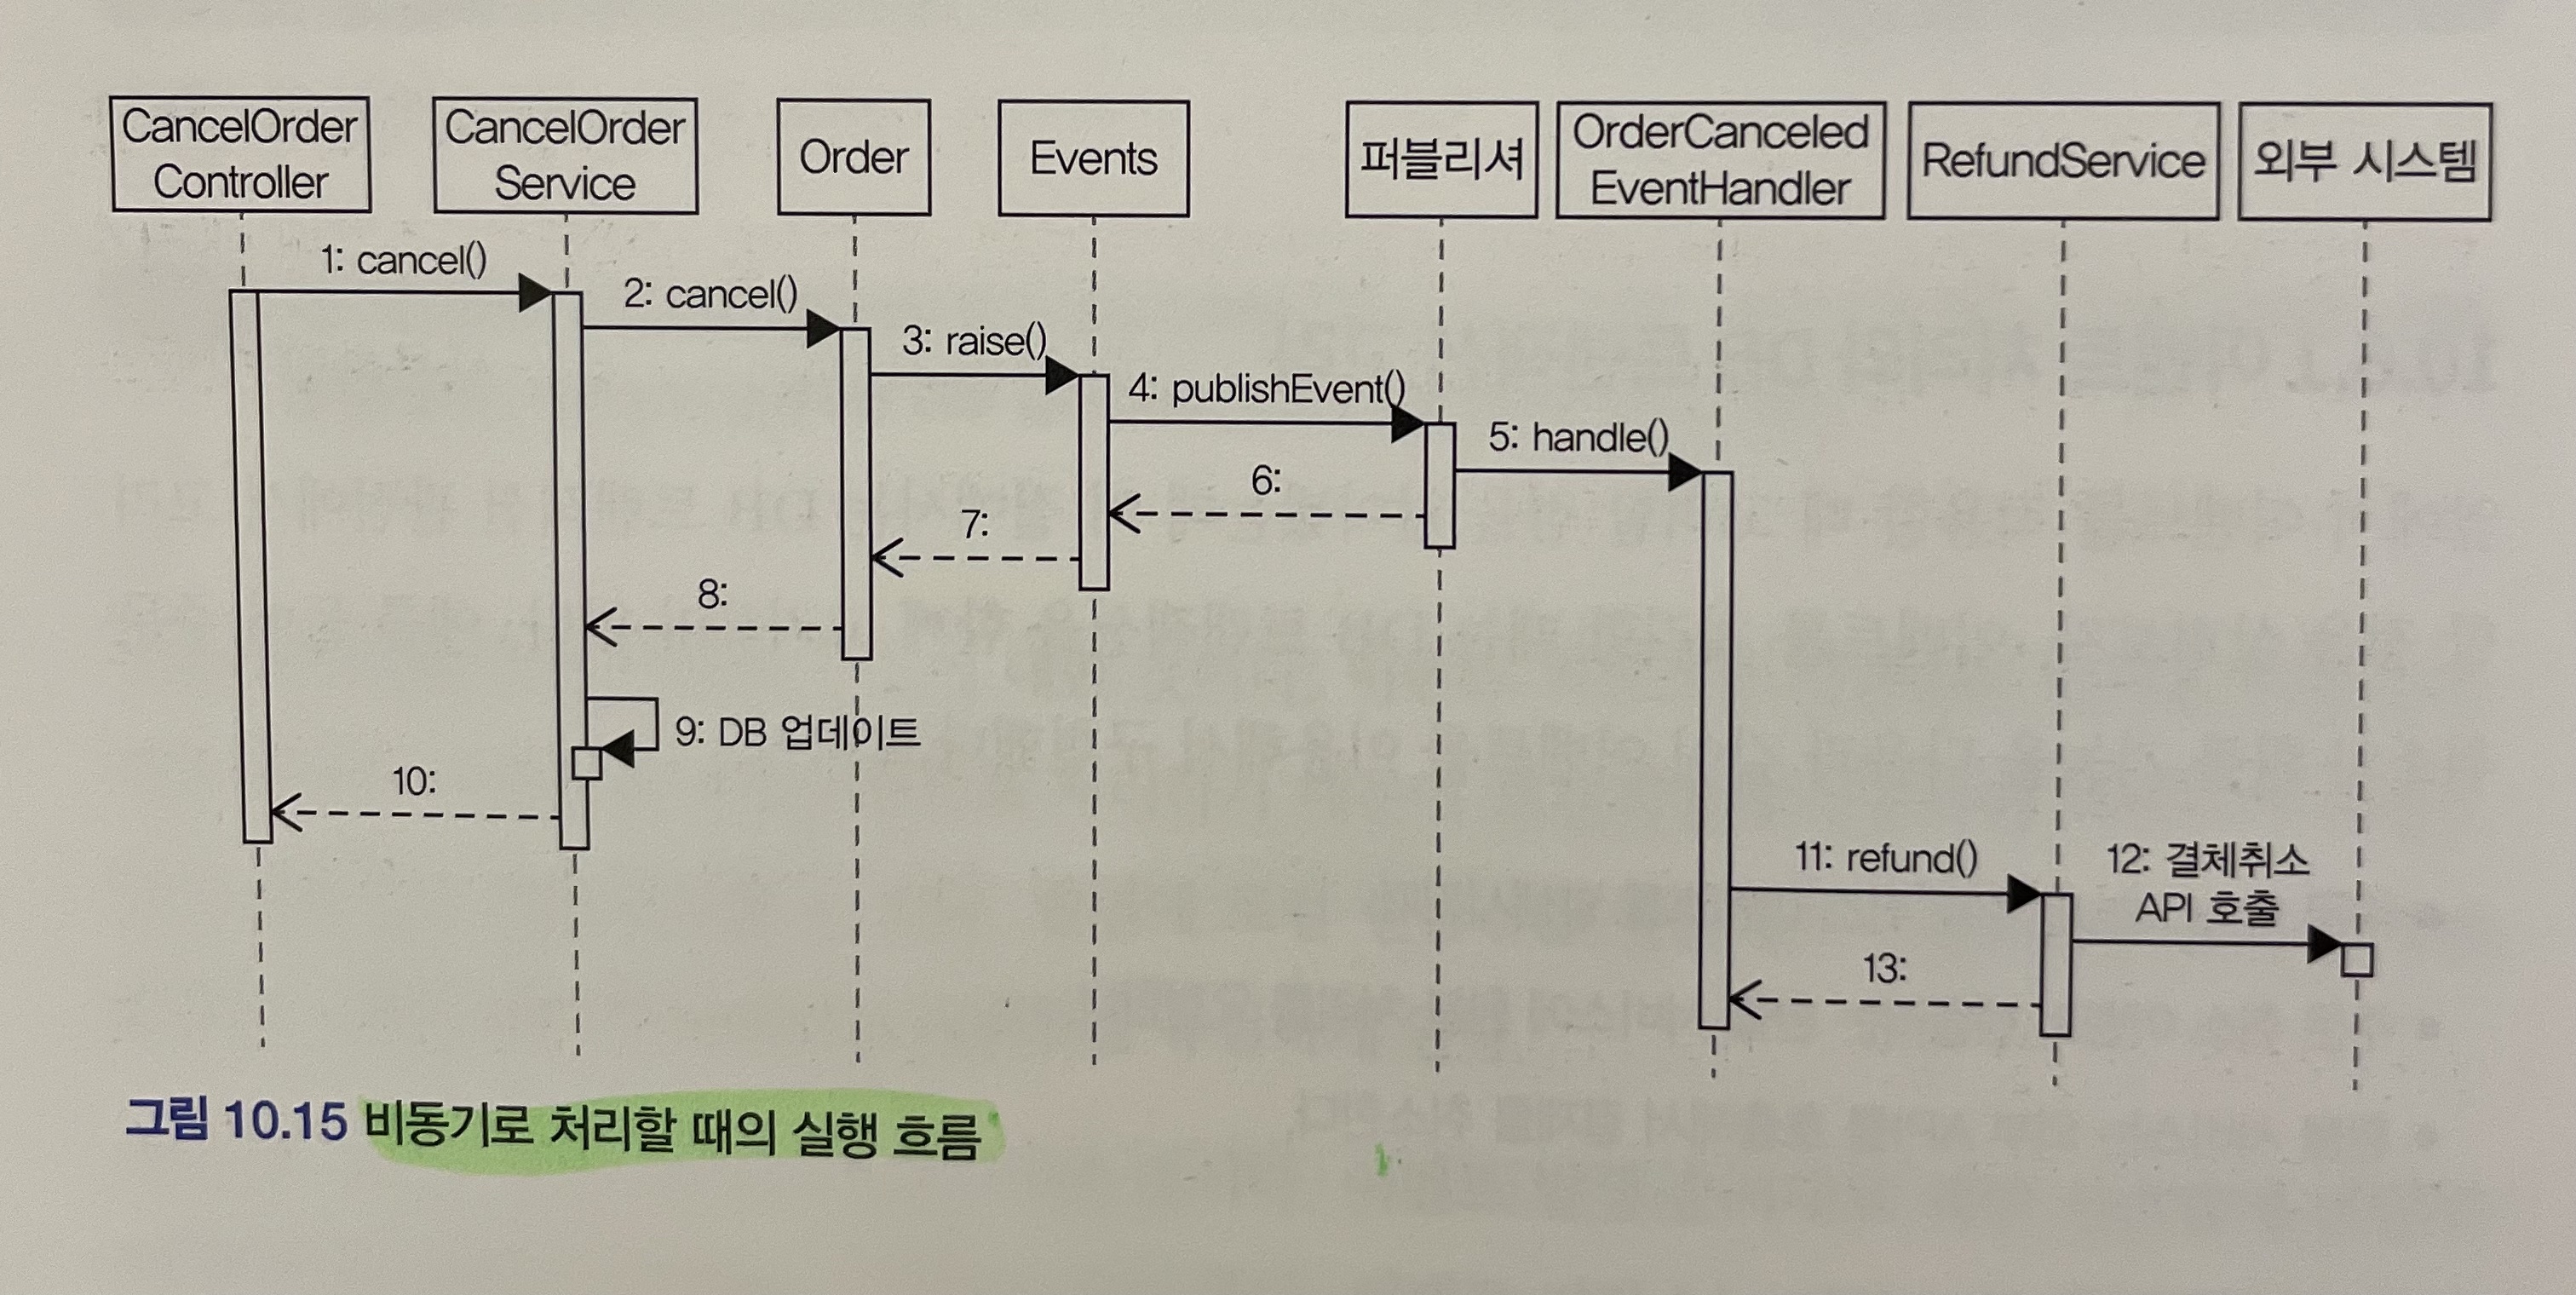 CancelOrder
Controller
CancelOrder
Service
Order
Events
퍼블리셔
OrderCanceled
EventHandler
RefundService
외부 시스템
1: cancel()
2: cancel()
3: raise()
4: publishEvent()
5: handle()
6:
7:
8:
9: DB 업데이트
10:
11: refund()
12: 결체취소
API 호출
13:
그림 10.15 비동기로 처리할 때의 실행 흐름